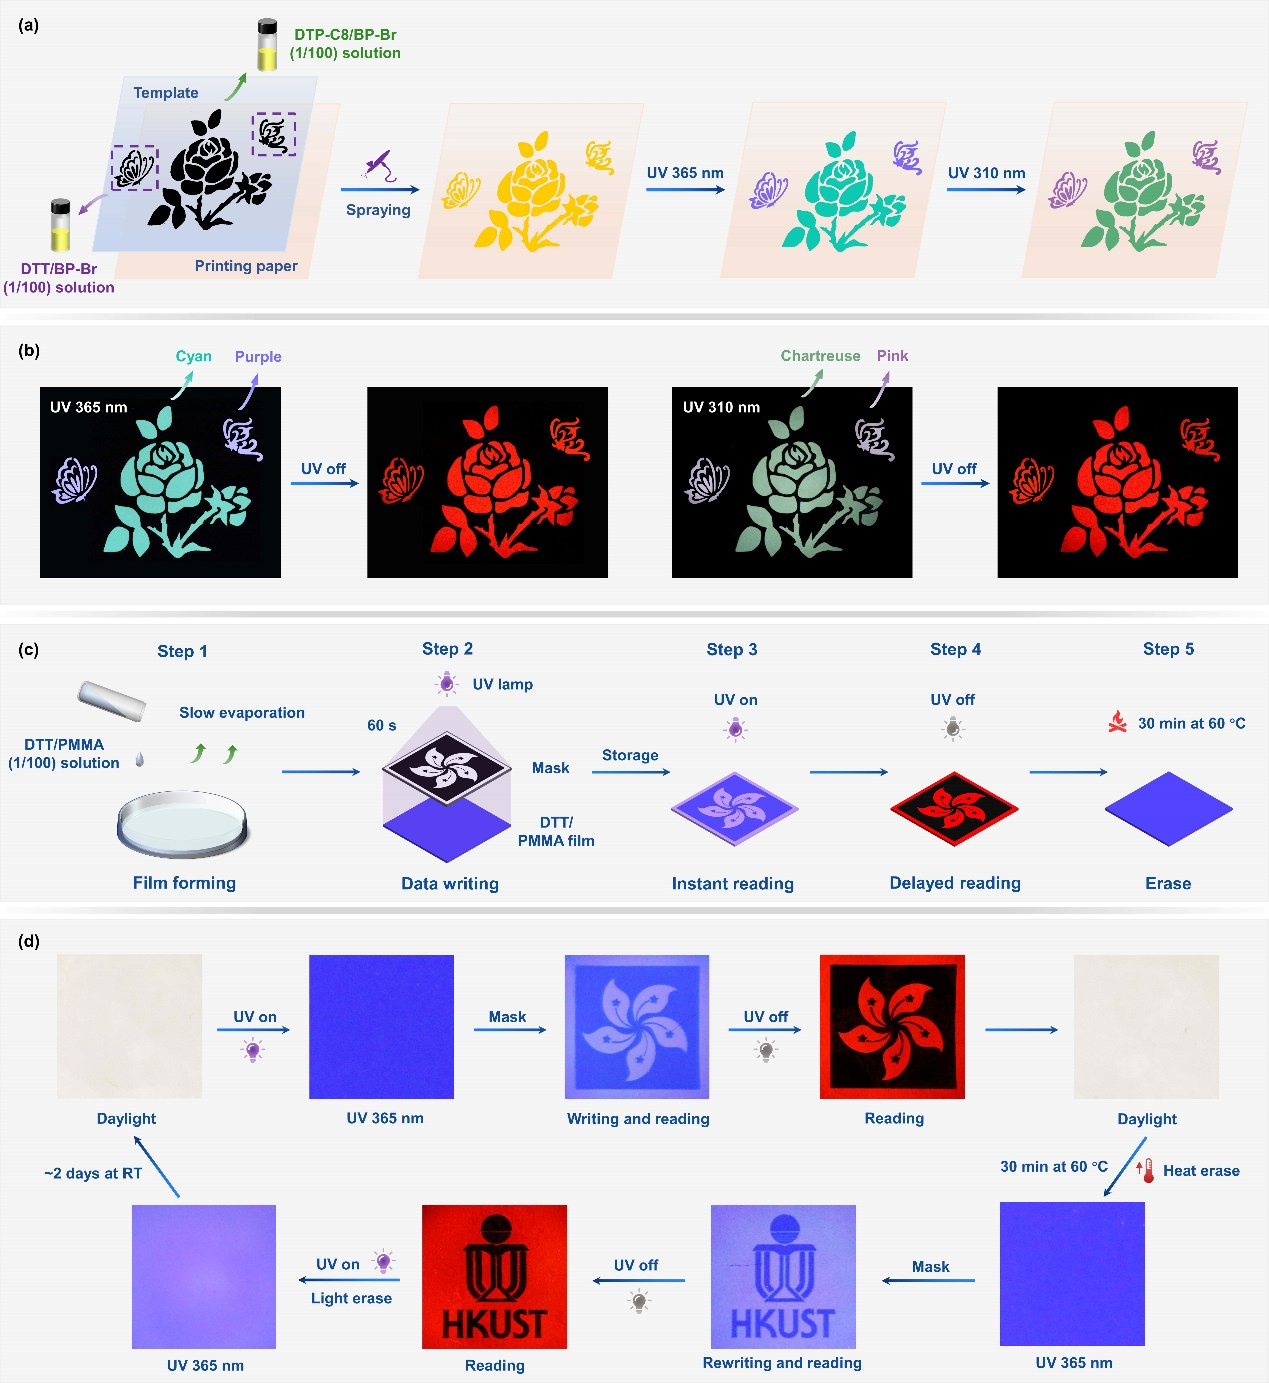 (a)
DTP-C8/BP-Br
(1/100) solution
Template
UV 365 nm
UV 310 nm
Spraying
Printing paper
DTT/BP-Br
(1/100) solution
(b)
Cyan
Purple
Chartreuse
Pink
UV 365 nm
UV off
UV 310 nm
UV off
(c)
Step 1
Step 2
Step 3
Step 4
Step 5
UV lamp
UV on
UV off
Slow evaporation
60 s
30 min at 60 °C
DTT/PMMA
(1/100) solution
Storage
Mask
DTT/
PMMA film
Film forming
Data writing
Instant reading
Delayed reading
Erase
(d)
UV on
Mask
UV off
Daylight
UV 365 nm
Writing and reading
Reading
Daylight
~2 days at RT
30 min at 60 °C
Heat erase
UV on
Light erase
UV off
Mask
HKUST
HKUST
UV 365 nm
Reading
Rewriting and reading
UV 365 nm